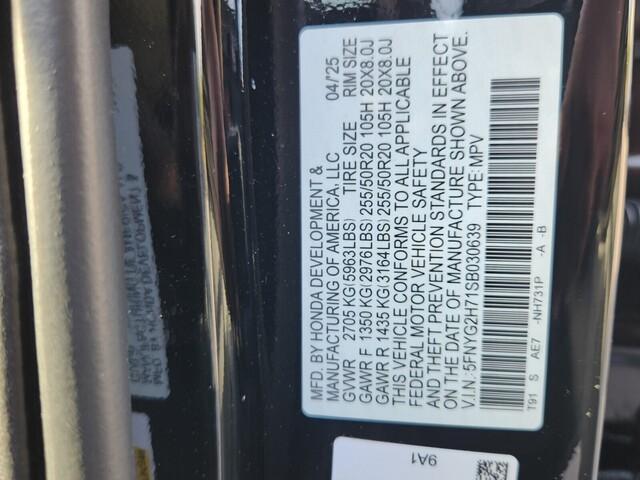 MFD. BY HONDA DEVELOPMENT &
MANUFACTURING OF AMERICA, LLC 04/25
GVWR 2705 KG(5963LBS) TIRE SIZE RIM SIZE
GAWR F 1350 KG(2976LBS) 255/50R20 105H 20X8.0J
GAWR R 1435 KG(3164LBS) 255/50R20 105H 20X8.0J
THIS VEHICLE CONFORMS TO ALL APPLICABLE
FEDERAL MOTOR VEHICLE SAFETY
AND THEFT PREVENTION STANDARDS IN EFFECT
ON THE DATE OF MANUFACTURE SHOWN ABOVE.
V.I.N.: 5FNYG2H71SB030639 TYPE: MPV
T91 S AE7 -NH731P -A -B
9A1